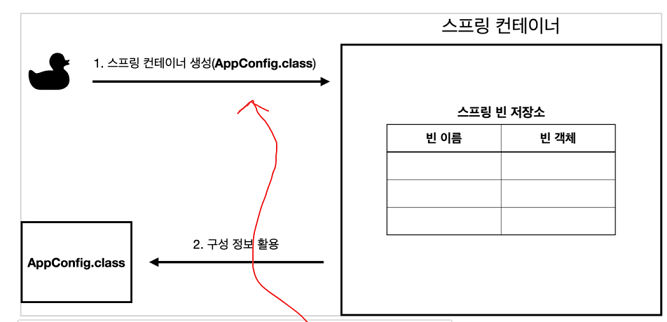 스프링 컨테이너
1. 스프링 컨테이너 생성(AppConfig.class)
스프링 빈 저장소
빈 이름
빈 객체
2. 구성 정보 활용
AppConfig.class